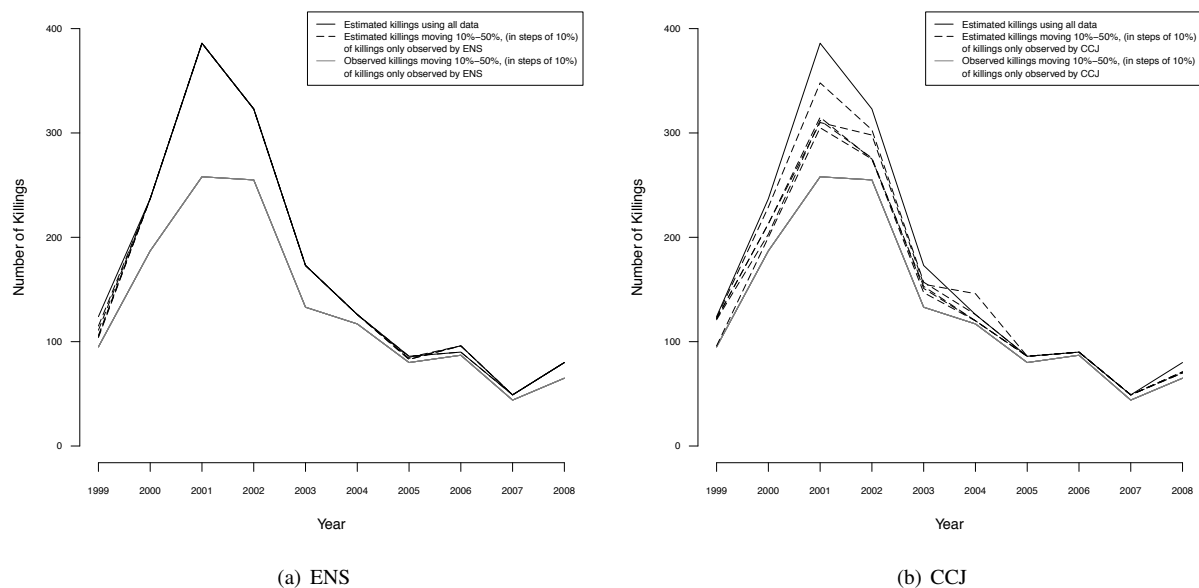 Estimated killings using all data
Estimated killings moving 10%−50%, (in steps of 10%)
of killings only observed by ENS
Observed killings moving 10%−50%, (in steps of 10%)
of killings only observed by ENS
400
300
200
100
0
Number of Killings
1999 2000 2001 2002 2003 2004 2005 2006 2007 2008
Year
(a) ENS
Estimated killings using all data
Estimated killings moving 10%−50%, (in steps of 10%)
of killings only observed by CCJ
Observed killings moving 10%−50%, (in steps of 10%)
of killings only observed by CCJ
400
300
200
100
0
Number of Killings
1999 2000 2001 2002 2003 2004 2005 2006 2007 2008
Year
(b) CCJ